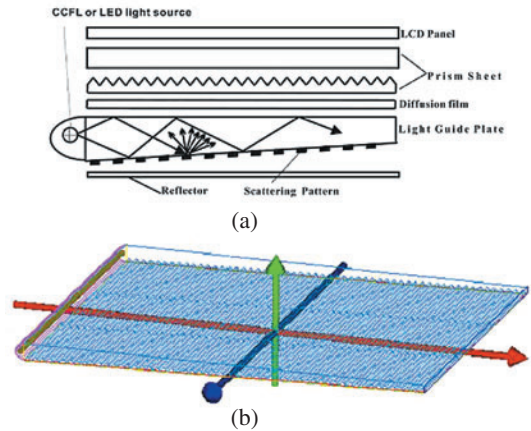 CCFL or LED light source
LCD Panel
Prism Sheet
Diffusion film
Light Guide Plate
Reflector
Scattering Pattern
(a)
(b)